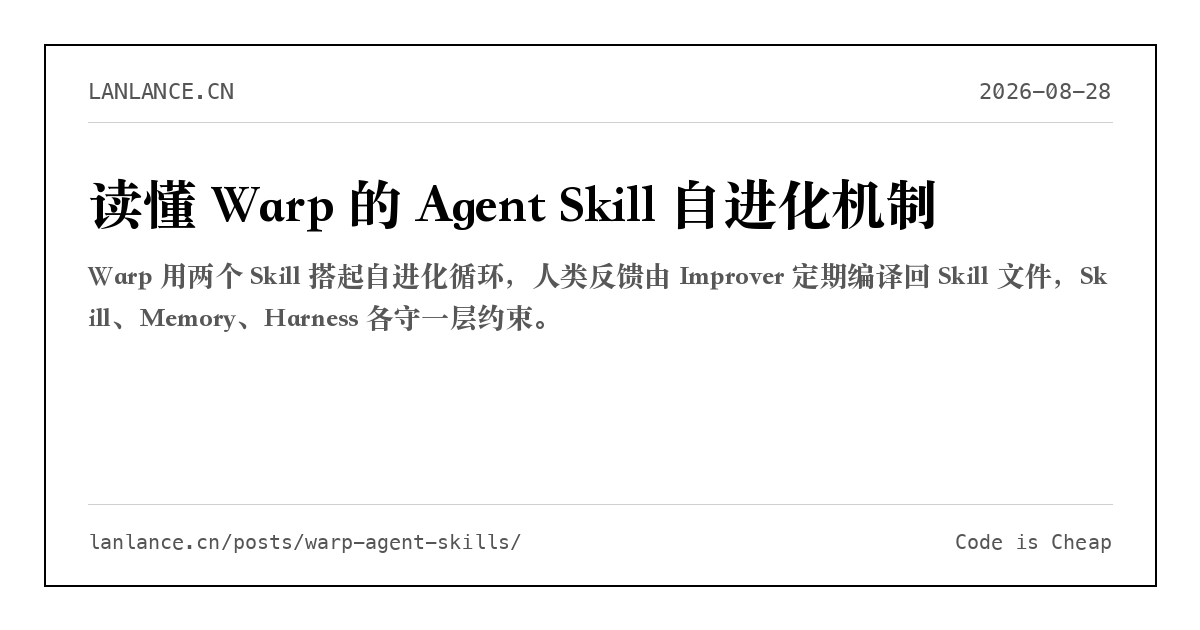 LANLANCE.CN
2026-08-28
读懂 Warp 的 Agent Skill 自进化机制
Warp 用两个 Skill 搭起自进化循环，人类反馈由 Improver 定期编译回 Skill 文件，Sk
ill、Memory、Harness 各守一层约束。
lanlance.cn/posts/warp-agent-skills/
Code is Cheap